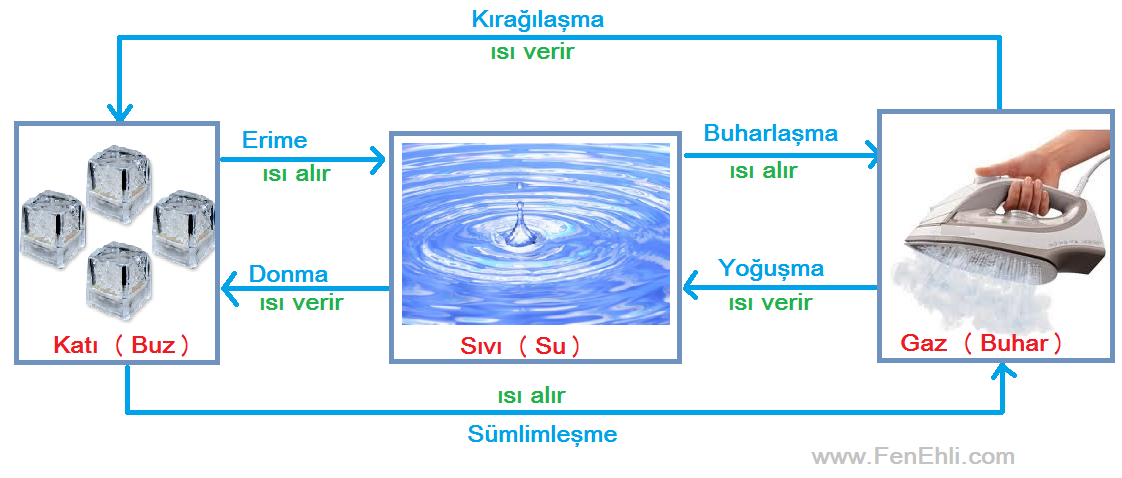 Kırağılaşma
ısı verir
Erime
ısı alır
Buharlaşma
ısı alır
Donma
ısı verir
Yoğuşma
ısı verir
Katı ( Buz )
Sıvı ( Su )
Gaz ( Buhar )
ısı alır
Sümlimleşme
www.FenEhli.com